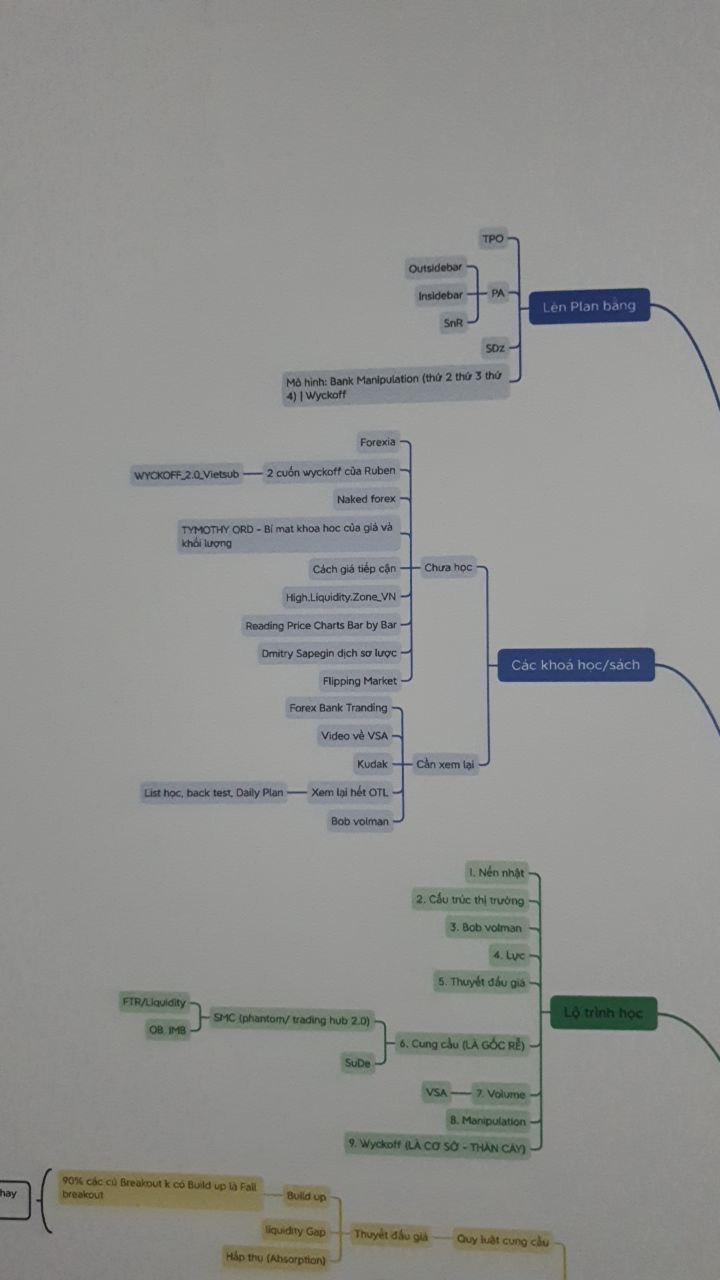 TPO
Outsidebar
Insidebar
SnR
PA
SDz
Mô hình: Bank Manipulation (thứ 2 thứ 3 thứ
4) | Wyckoff
Lên Plan bằng
Forexia
WYCKOFF_2.0_Vietsub
2 cuốn wyckoff của Ruben
Naked forex
TYMOTHY ORD - Bí mat khoa hoc của giá và
khối lượng
Cách giá tiếp cận
High.Liquidity.Zone_VN
Reading Price Charts Bar by Bar
Dmitry Sapegin dịch sơ lược
Flipping Market
Chưa học
Forex Bank Tranding
Video về VSA
Kudak
List học, back test, Daily Plan
Xem lại hết OTL
Bob volman
Cần xem lại
Các khoá học/sách
1. Nến nhật
2. Cấu trúc thị trường
3. Bob volman
4. Lực
5. Thuyết đấu giá
FTR/Liquidity
OB, IMB
SMC (phantom/ trading hub 2.0)
SuDe
6. Cung cầu (LÀ GỐC RỄ)
VSA
7. Volume
8. Manipulation
9. Wyckoff (LÀ CƠ SỞ - THÂN CÂY)
Lộ trình học
hay
90% các cú Breakout k có Build up là Fail
breakout
Build up
liquidity Gap
Hấp thụ (Absorption)
Thuyết đấu giá
Quy luật cung cầu